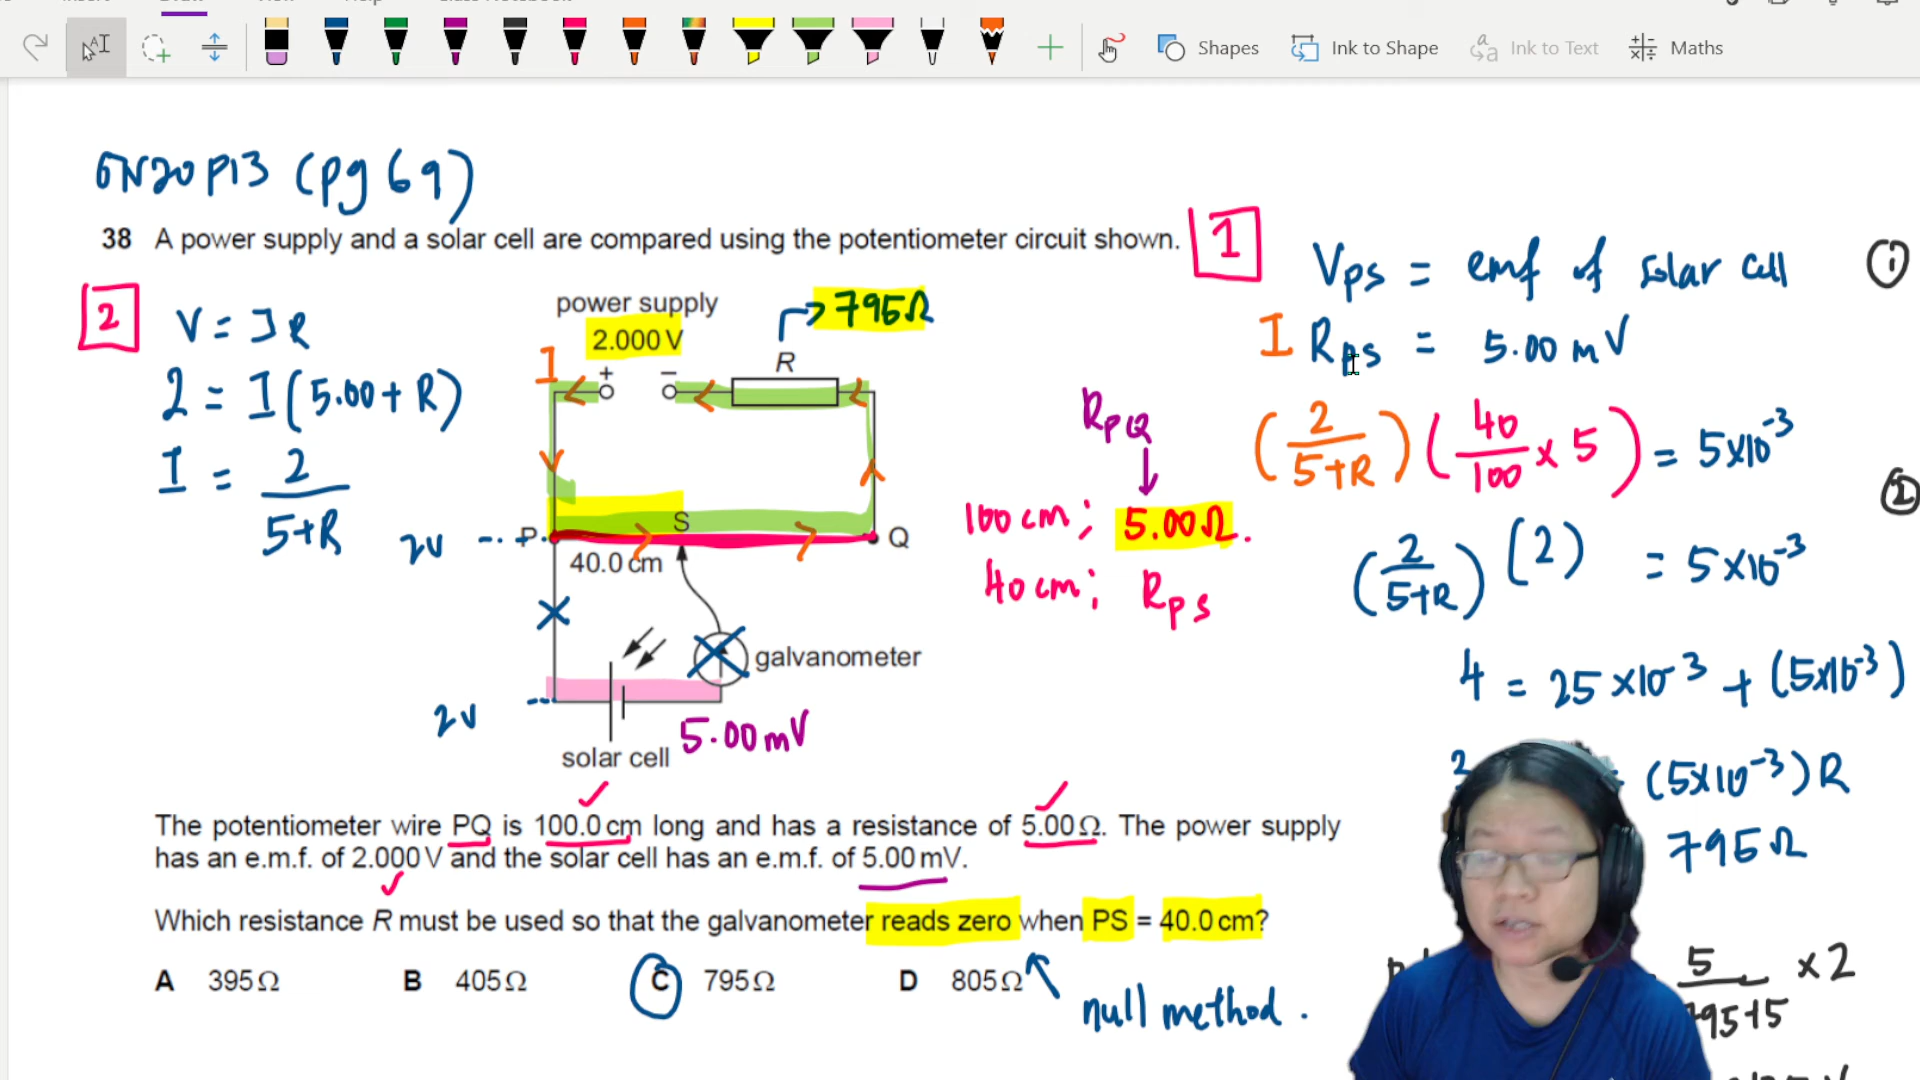 Shapes
Ink to Shape
Ink to Text
Maths
ON20 P13 (pg 69)
38 A power supply and a solar cell are compared using the potentiometer circuit shown.
1
VPS = emf of solar cell
①
I RPS = 5.00 mV
(2/5+R) (40/100 × 5) = 5×10⁻³
②
(2/5+R) (2) = 5×10⁻³
4 = 25×10⁻³ + (5×10⁻³)
(5×10⁻³) R
795Ω
5 × 2
2
V = IR
2 = I(5.00 + R)
I = 2/5+R
power supply
2.000 V
795Ω
R
I
+
−
RPQ
100 cm ; 5.00Ω.
40 cm ; RPS
2V
P
S
Q
40.0 cm
galvanometer
2V
5.00mV
solar cell
The potentiometer wire PQ is 100.0 cm long and has a resistance of 5.00 Ω. The power supply
has an e.m.f. of 2.000 V and the solar cell has an e.m.f. of 5.00 mV.
Which resistance R must be used so that the galvanometer reads zero when PS = 40.0 cm?
A 395 Ω B 405 Ω C 795 Ω D 805 Ω
null method.